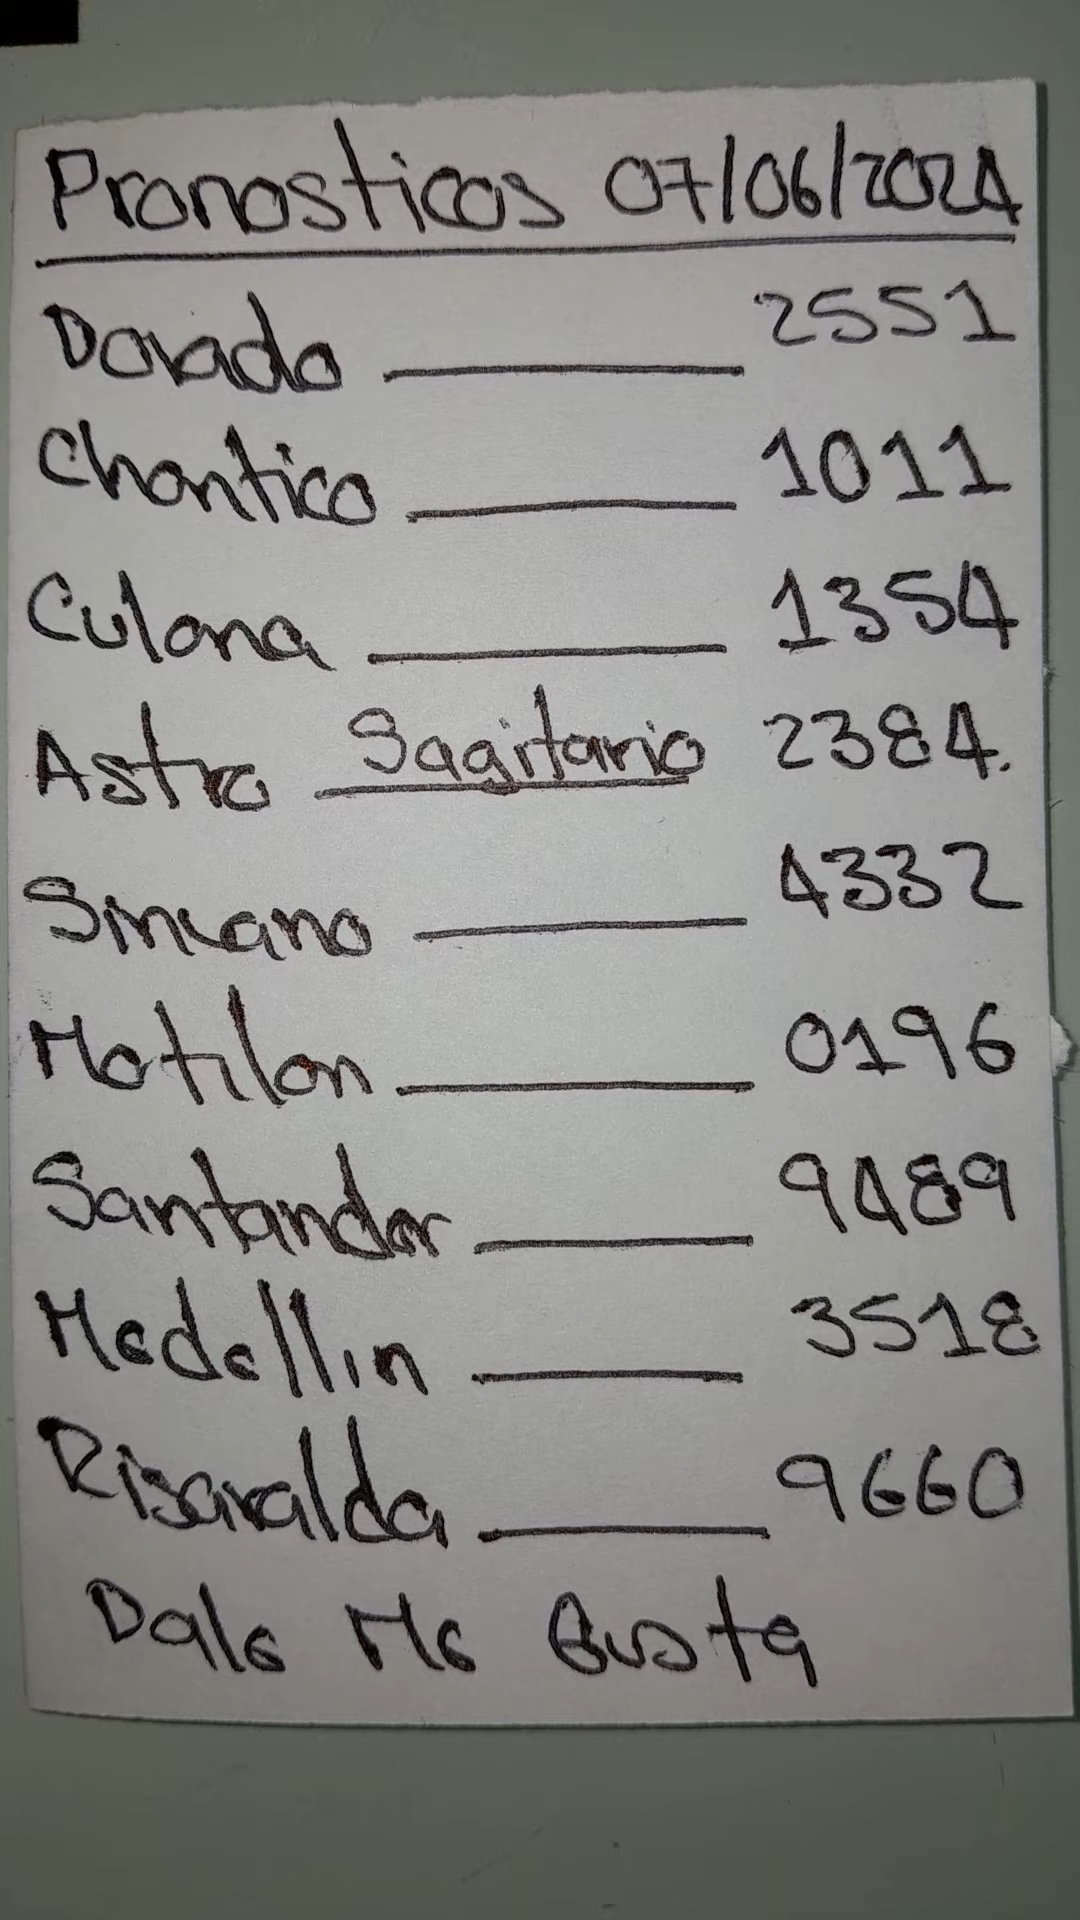 Pronosticos 07/06/2024
Dorado 2551
Chontico 1011
Culona 1354
Astro Sagitario 2384.
Sinuano 4332
Motilon 0196
Santander 9489
Medellin 3518
Risaralda 9660
Dale Me Gusta